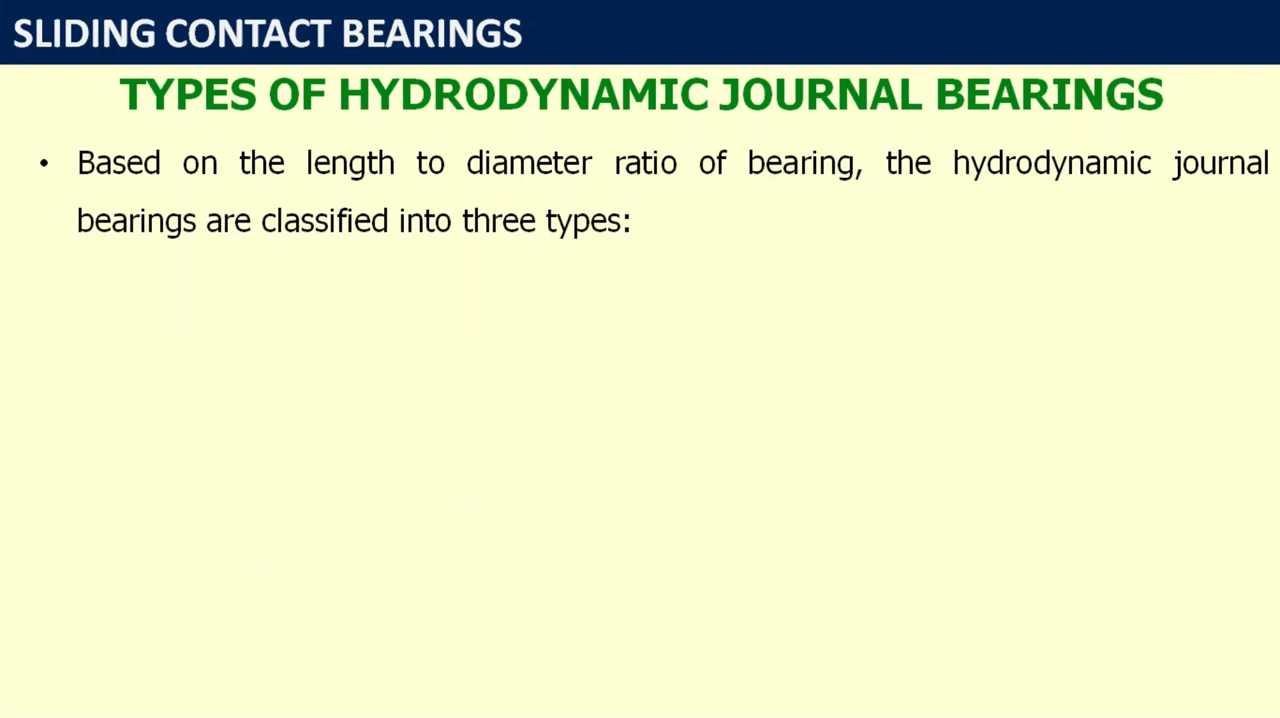 SLIDING CONTACT BEARINGS
TYPES OF HYDRODYNAMIC JOURNAL BEARINGS
• Based on the length to diameter ratio of bearing, the hydrodynamic journal
bearings are classified into three types: